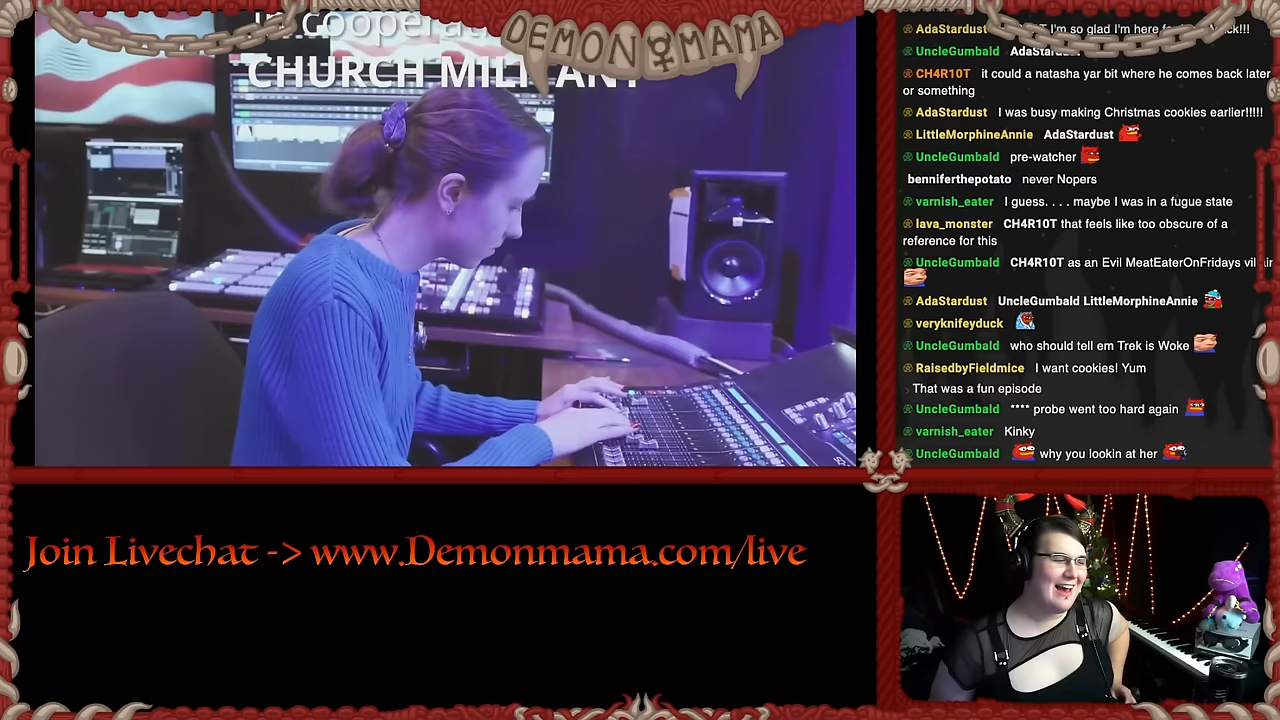 in cooperat
DEMON MAMA
CHURCH MILITANT
AdaStardust I'm so glad I'm here
UncleGumbald AdaStardust
CH4R10T it could a natasha yar bit where he comes back later
or something
AdaStardust I was busy making Christmas cookies earlier!!!!!
LittleMorphineAnnie AdaStardust
UncleGumbald pre-watcher
benniferthepotato never Nopers
varnish_eater I guess. . . . maybe I was in a fugue state
lava_monster CH4R10T that feels like too obscure of a
reference for this
UncleGumbald CH4R10T as an Evil MeatEaterOnFridays villain
AdaStardust UncleGumbald LittleMorphineAnnie
veryknifeyduck
UncleGumbald who should tell em Trek is Woke
RaisedbyFieldmice I want cookies! Yum
That was a fun episode
UncleGumbald **** probe went too hard again
varnish_eater Kinky
UncleGumbald why you lookin at her
Join Livechat -> www.Demonmama.com/live